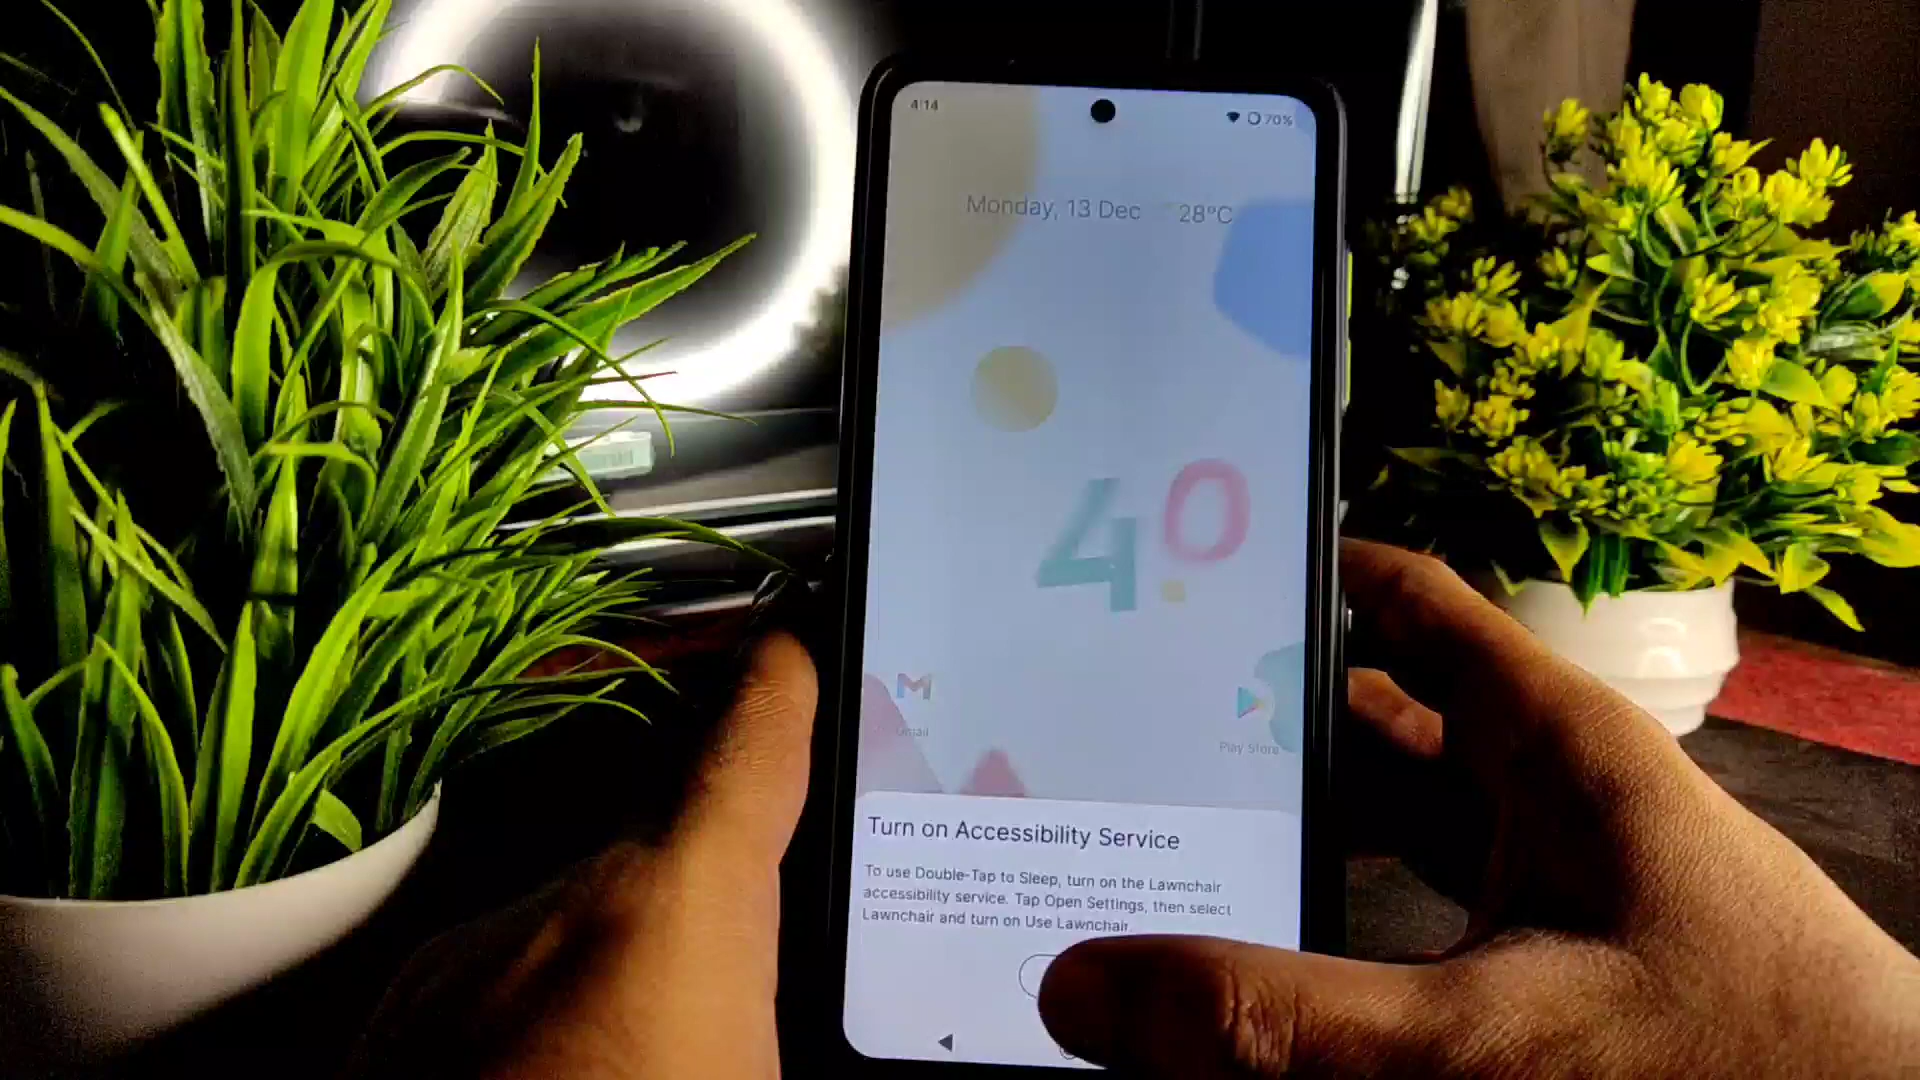 4:14
70%
Monday, 13 Dec 28°C
4.0
Gmail
Play Store
Turn on Accessibility Service
To use Double-Tap to Sleep, turn on the Lawnchair
accessibility service. Tap Open Settings, then select
Lawnchair and turn on Use Lawnchair.